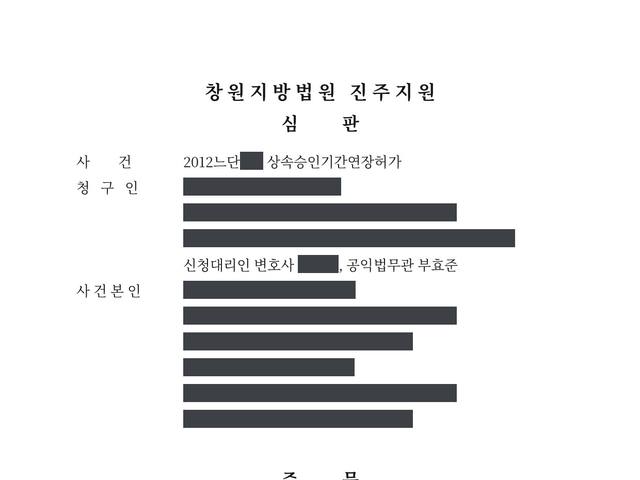 창원지방법원 진주지원
심 판
사 건 2012느단 상속승인기간연장허가
청 구 인
신청대리인 변호사 , 공익법무관 부효준
사 건 본 인
주 문